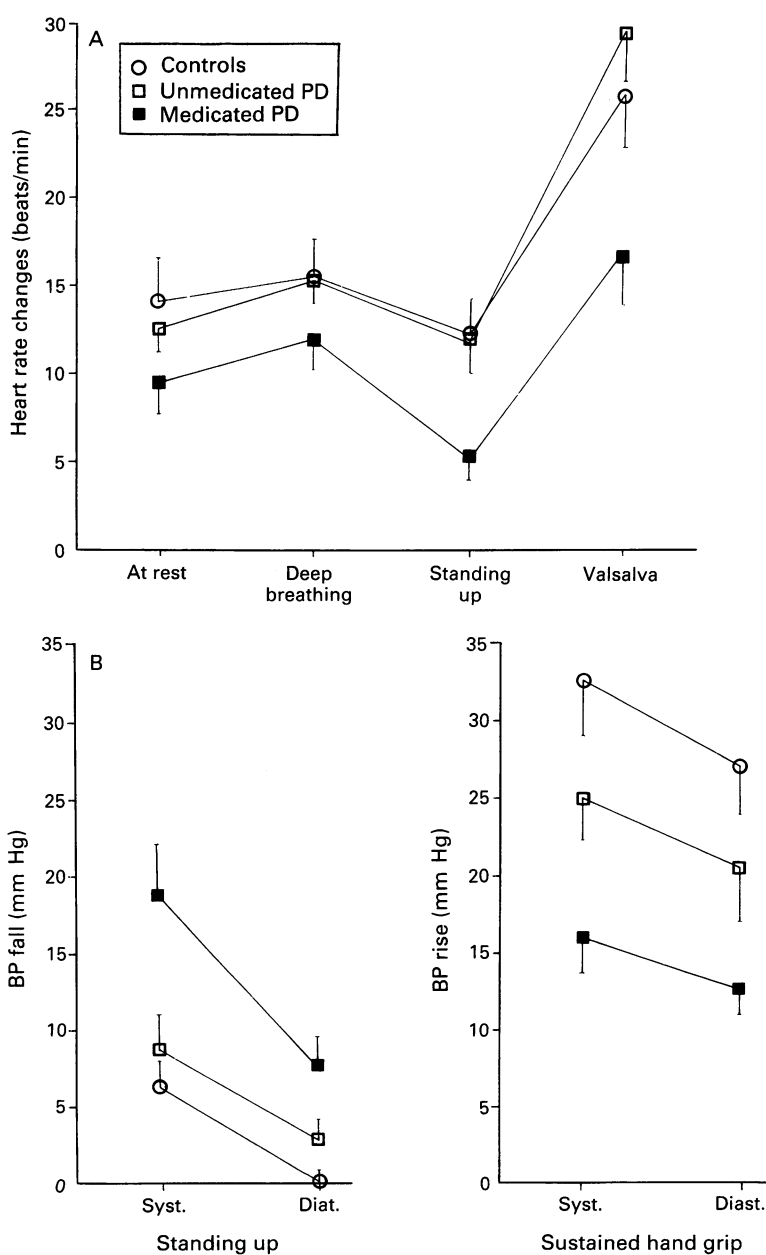 A
Controls
Unmedicated PD
Medicated PD
Heart rate changes (beats/min)
30
25
20
15
10
5
0
At rest
Deep
breathing
Standing
up
Valsalva
B
BP fall (mm Hg)
35
30
25
20
15
10
5
0
Syst.
Diat.
Standing up
BP rise (mm Hg)
35
30
25
20
15
10
5
0
Syst.
Diast.
Sustained hand grip